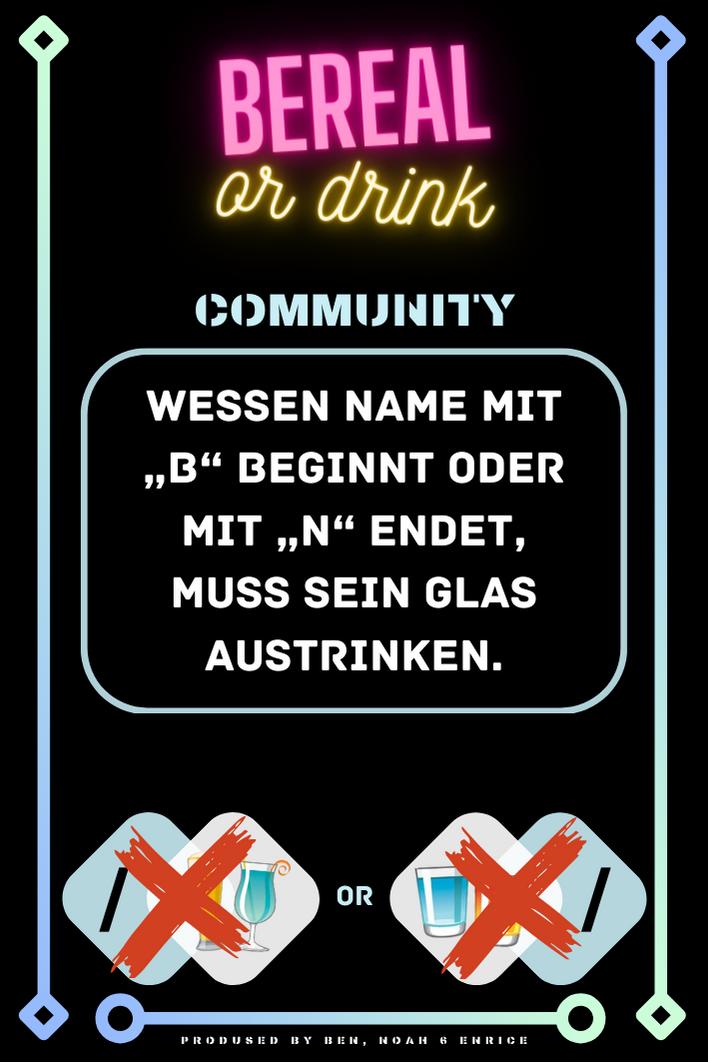 BEREAL
or drink
COMMUNITY
WESSEN NAME MIT
„B“ BEGINNT ODER
MIT „N“ ENDET,
MUSS SEIN GLAS
AUSTRINKEN.
/ OR /
PRODUSED BY BEN, NOAH & ENRICE